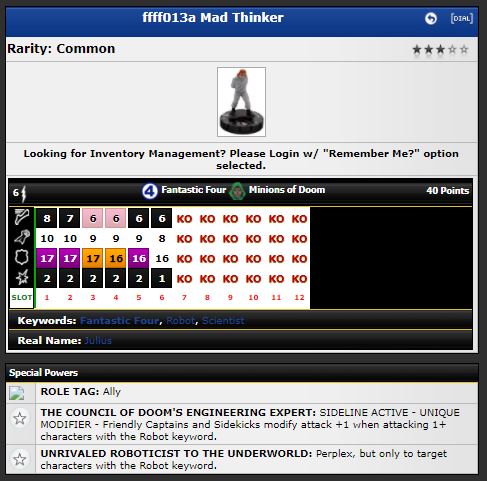 ffff013a Mad Thinker
[DIAL]
Rarity: Common
Looking for Inventory Management? Please Login w/ "Remember Me?" option
selected.
6 4 Fantastic Four Minions of Doom 40 Points
8 7 6 6 6 6 KO KO KO KO KO KO
10 10 9 9 9 8 KO KO KO KO KO KO
17 17 17 16 16 16 KO KO KO KO KO KO
2 2 2 2 2 1 KO KO KO KO KO KO
SLOT 1 2 3 4 5 6 7 8 9 10 11 12
Keywords: Fantastic Four, Robot, Scientist
Real Name: Julius
Special Powers
ROLE TAG: Ally
THE COUNCIL OF DOOM'S ENGINEERING EXPERT: SIDELINE ACTIVE - UNIQUE
MODIFIER - Friendly Captains and Sidekicks modify attack +1 when attacking 1+
characters with the Robot keyword.
UNRIVALED ROBOTICIST TO THE UNDERWORLD: Perplex, but only to target
characters with the Robot keyword.